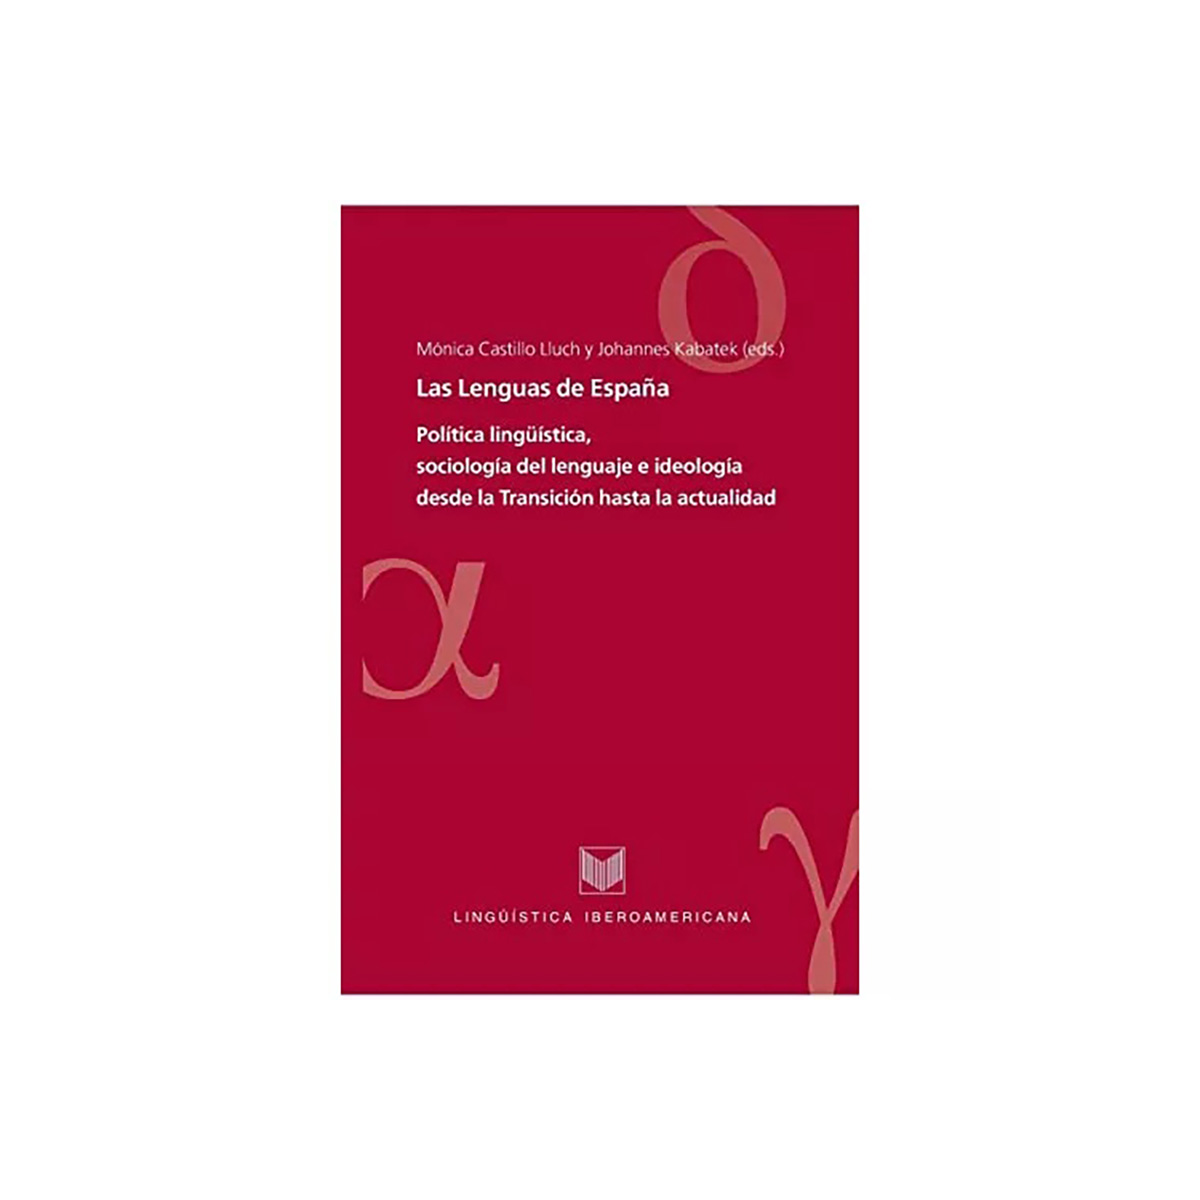 Mónica Castillo Lluch y Johannes Kabatek (eds.)
Las Lenguas de España
Política lingüística,
sociología del lenguaje e ideología
desde la Transición hasta la actualidad
LINGÜÍSTICA IBEROAMERICANA